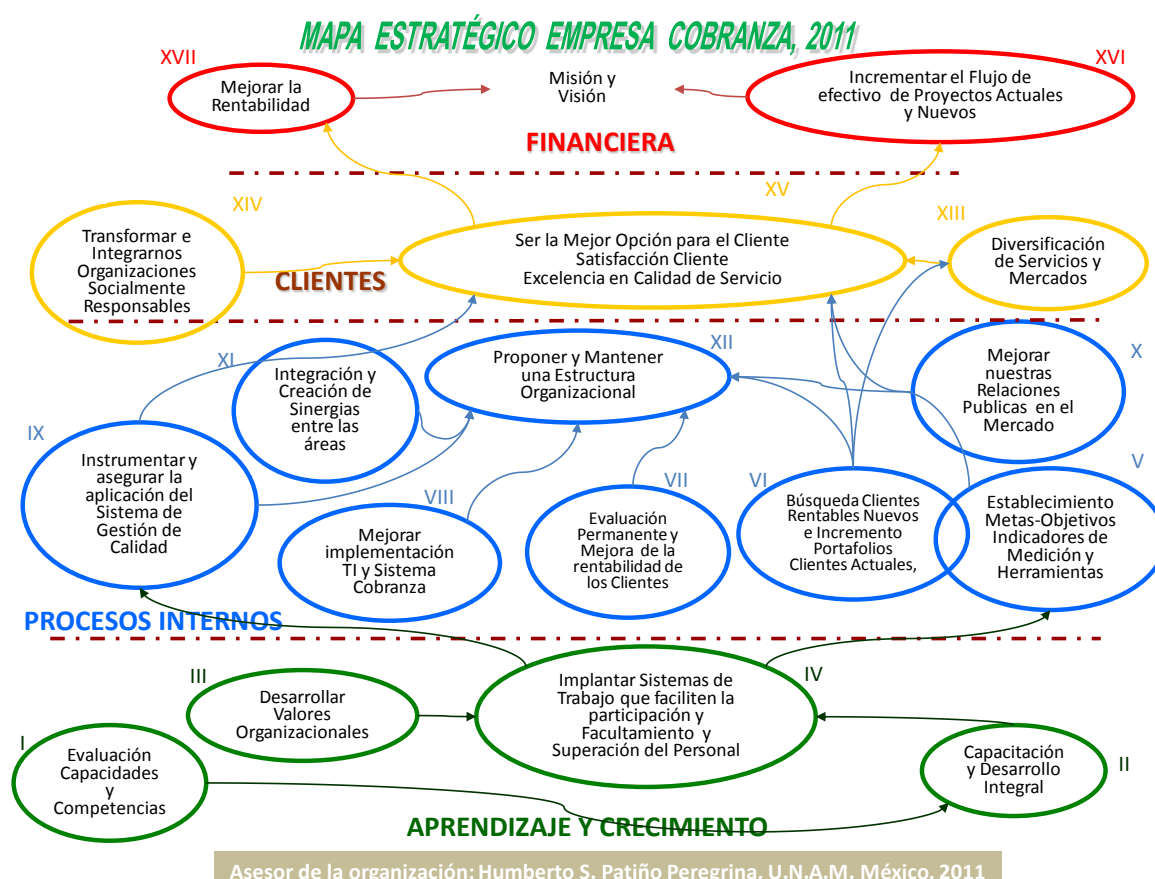 MAPA ESTRATÉGICO EMPRESA COBRANZA, 2011
XVII
Mejorar la
Rentabilidad
Misión y
Visión
XVI
Incrementar el Flujo de
efectivo de Proyectos Actuales
y Nuevos
FINANCIERA
XIV
Transformar e
Integrarnos
Organizaciones
Socialmente
Responsables
XV
Ser la Mejor Opción para el Cliente
Satisfacción Cliente
Excelencia en Calidad de Servicio
XIII
Diversificación
de Servicios y
Mercados
CLIENTES
XI
Integración y
Creación de
Sinergias
entre las
áreas
XII
Proponer y Mantener
una Estructura
Organizacional
X
Mejorar
nuestras
Relaciones
Publicas en el
Mercado
IX
Instrumentar y
asegurar la
aplicación del
Sistema de
Gestión de
Calidad
VIII
Mejorar
implementación
TI y Sistema
Cobranza
VII
Evaluación
Permanente y
Mejora de la
rentabilidad de
los Clientes
VI
Búsqueda Clientes
Rentables Nuevos
e Incremento
Portafolios
Clientes Actuales,
V
Establecimiento
Metas-Objetivos
Indicadores de
Medición y
Herramientas
PROCESOS INTERNOS
III
Desarrollar
Valores
Organizacionales
IV
Implantar Sistemas de
Trabajo que faciliten la
participación y
Facultamiento y
Superación del Personal
I
Evaluación
Capacidades
y
Competencias
II
Capacitación
y Desarrollo
Integral
APRENDIZAJE Y CRECIMIENTO
Asesor de la organización: Humberto S. Patiño Peregrina. U.N.A.M. México, 2011